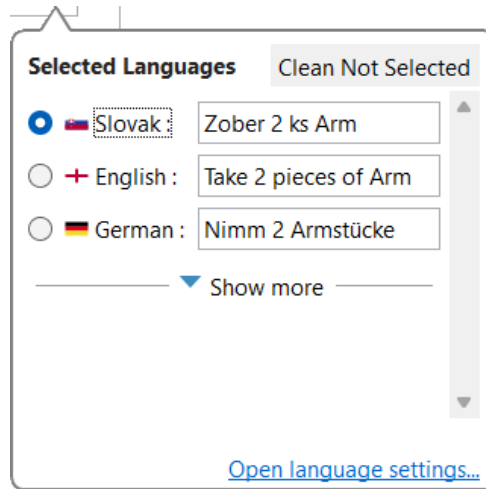 Selected Languages Clean Not Selected
Slovak : Zober 2 ks Arm
English : Take 2 pieces of Arm
German : Nimm 2 Armstücke
Show more
Open language settings...